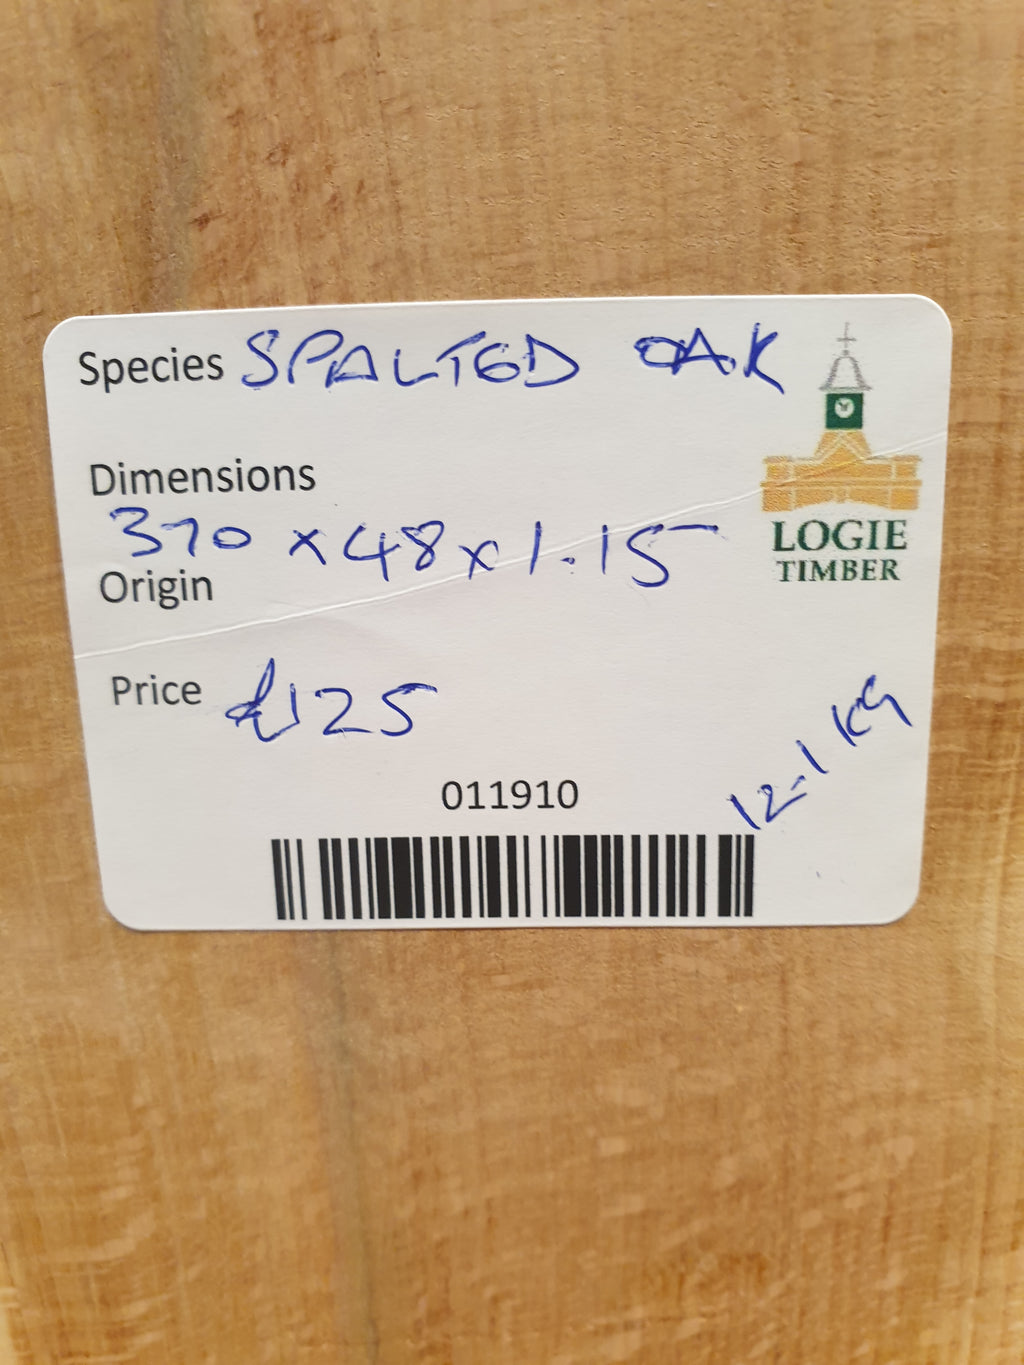 Species SPALTED OAK
Dimensions
370 x 48 x 1.15
Origin
LOGIE
TIMBER
Price £125
12.1 KG
011910